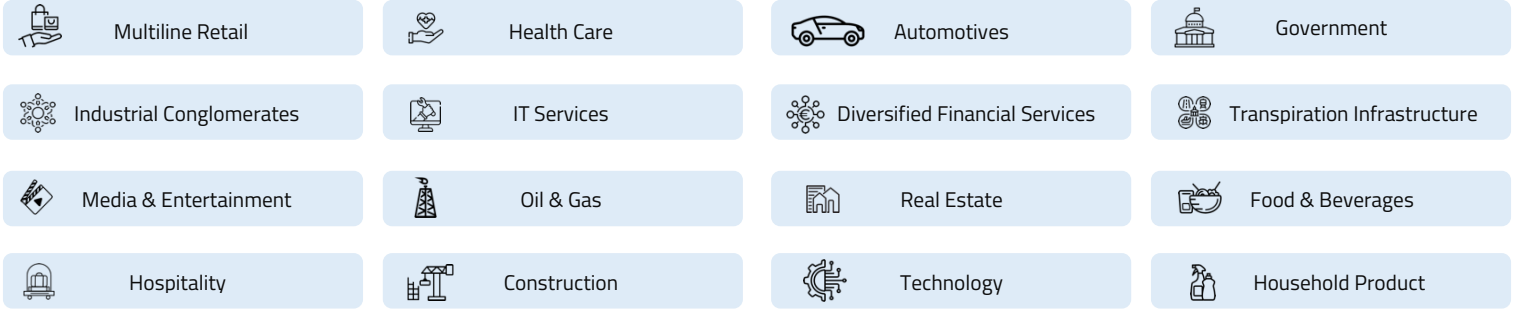 Multiline Retail
Health Care
Automotives
Government
Industrial Conglomerates
IT Services
Diversified Financial Services
Transpiration Infrastructure
Media & Entertainment
Oil & Gas
Real Estate
Food & Beverages
Hospitality
Construction
Technology
Household Product